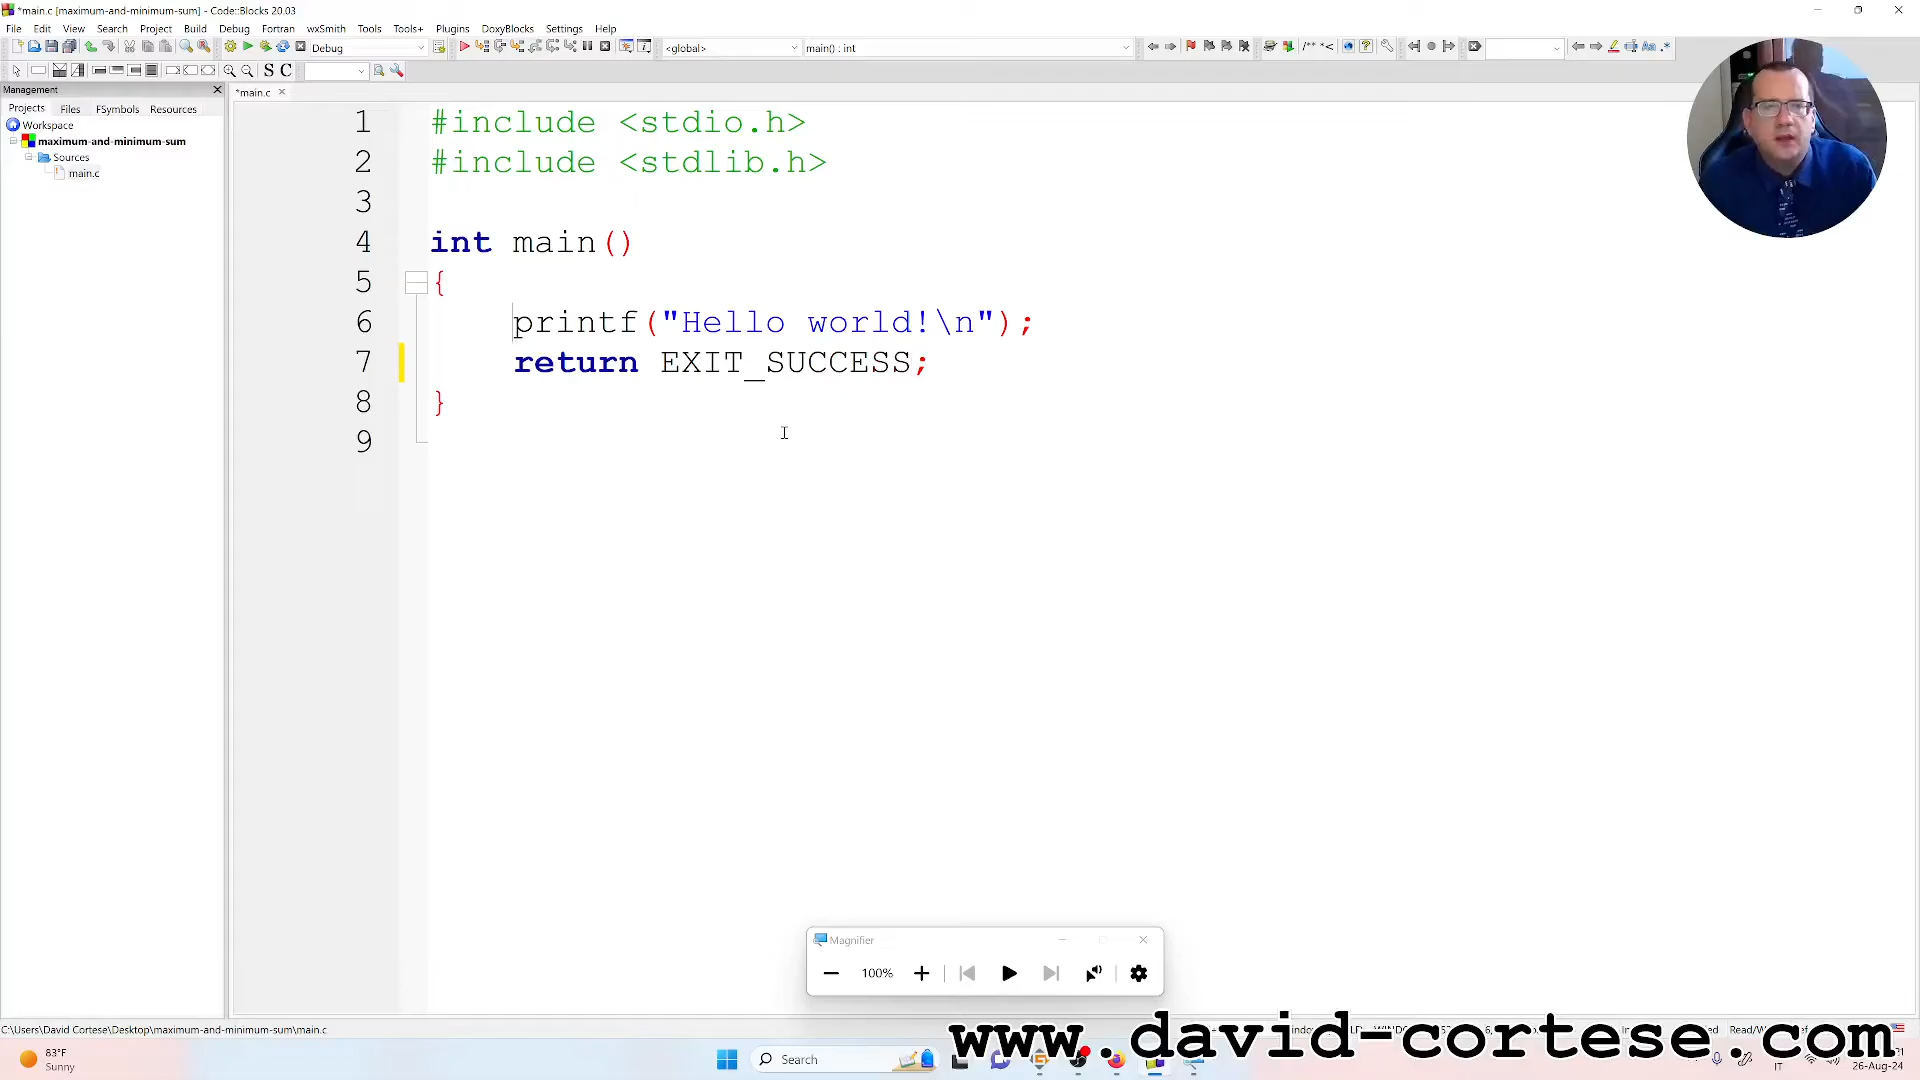 *main.c [maximum-and-minimum-sum] - Code::Blocks 20.03
File Edit View Search Project Build Debug Fortran wxSmith Tools Tools+ Plugins DoxyBlocks Settings Help
Debug <global> main() : int
S C
Management
*main.c
Projects Files FSymbols Resources
Workspace
maximum-and-minimum-sum
Sources
main.c
1 #include <stdio.h>
2 #include <stdlib.h>
3
4 int main()
5 {
6 printf("Hello world!\n");
7 return EXIT_SUCCESS;
8 }
9
Magnifier
100%
C:\Users\David Cortese\Desktop\maximum-and-minimum-sum\main.c
www.david-cortese.com
83°F
Sunny
Search
IT
26-Aug-24